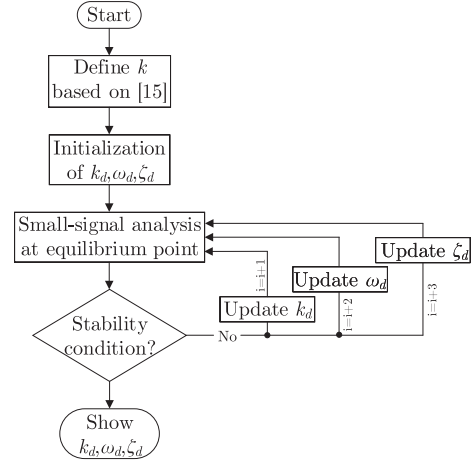 Start
Define k
based on [15]
Initialization
of k_d,ω_d,ζ_d
Small-signal analysis
at equilibrium point
Update ζ_d
i=i+1
Update ω_d
i=i+3
Update k_d
i=i+2
Stability
condition?
No
Show
k_d,ω_d,ζ_d